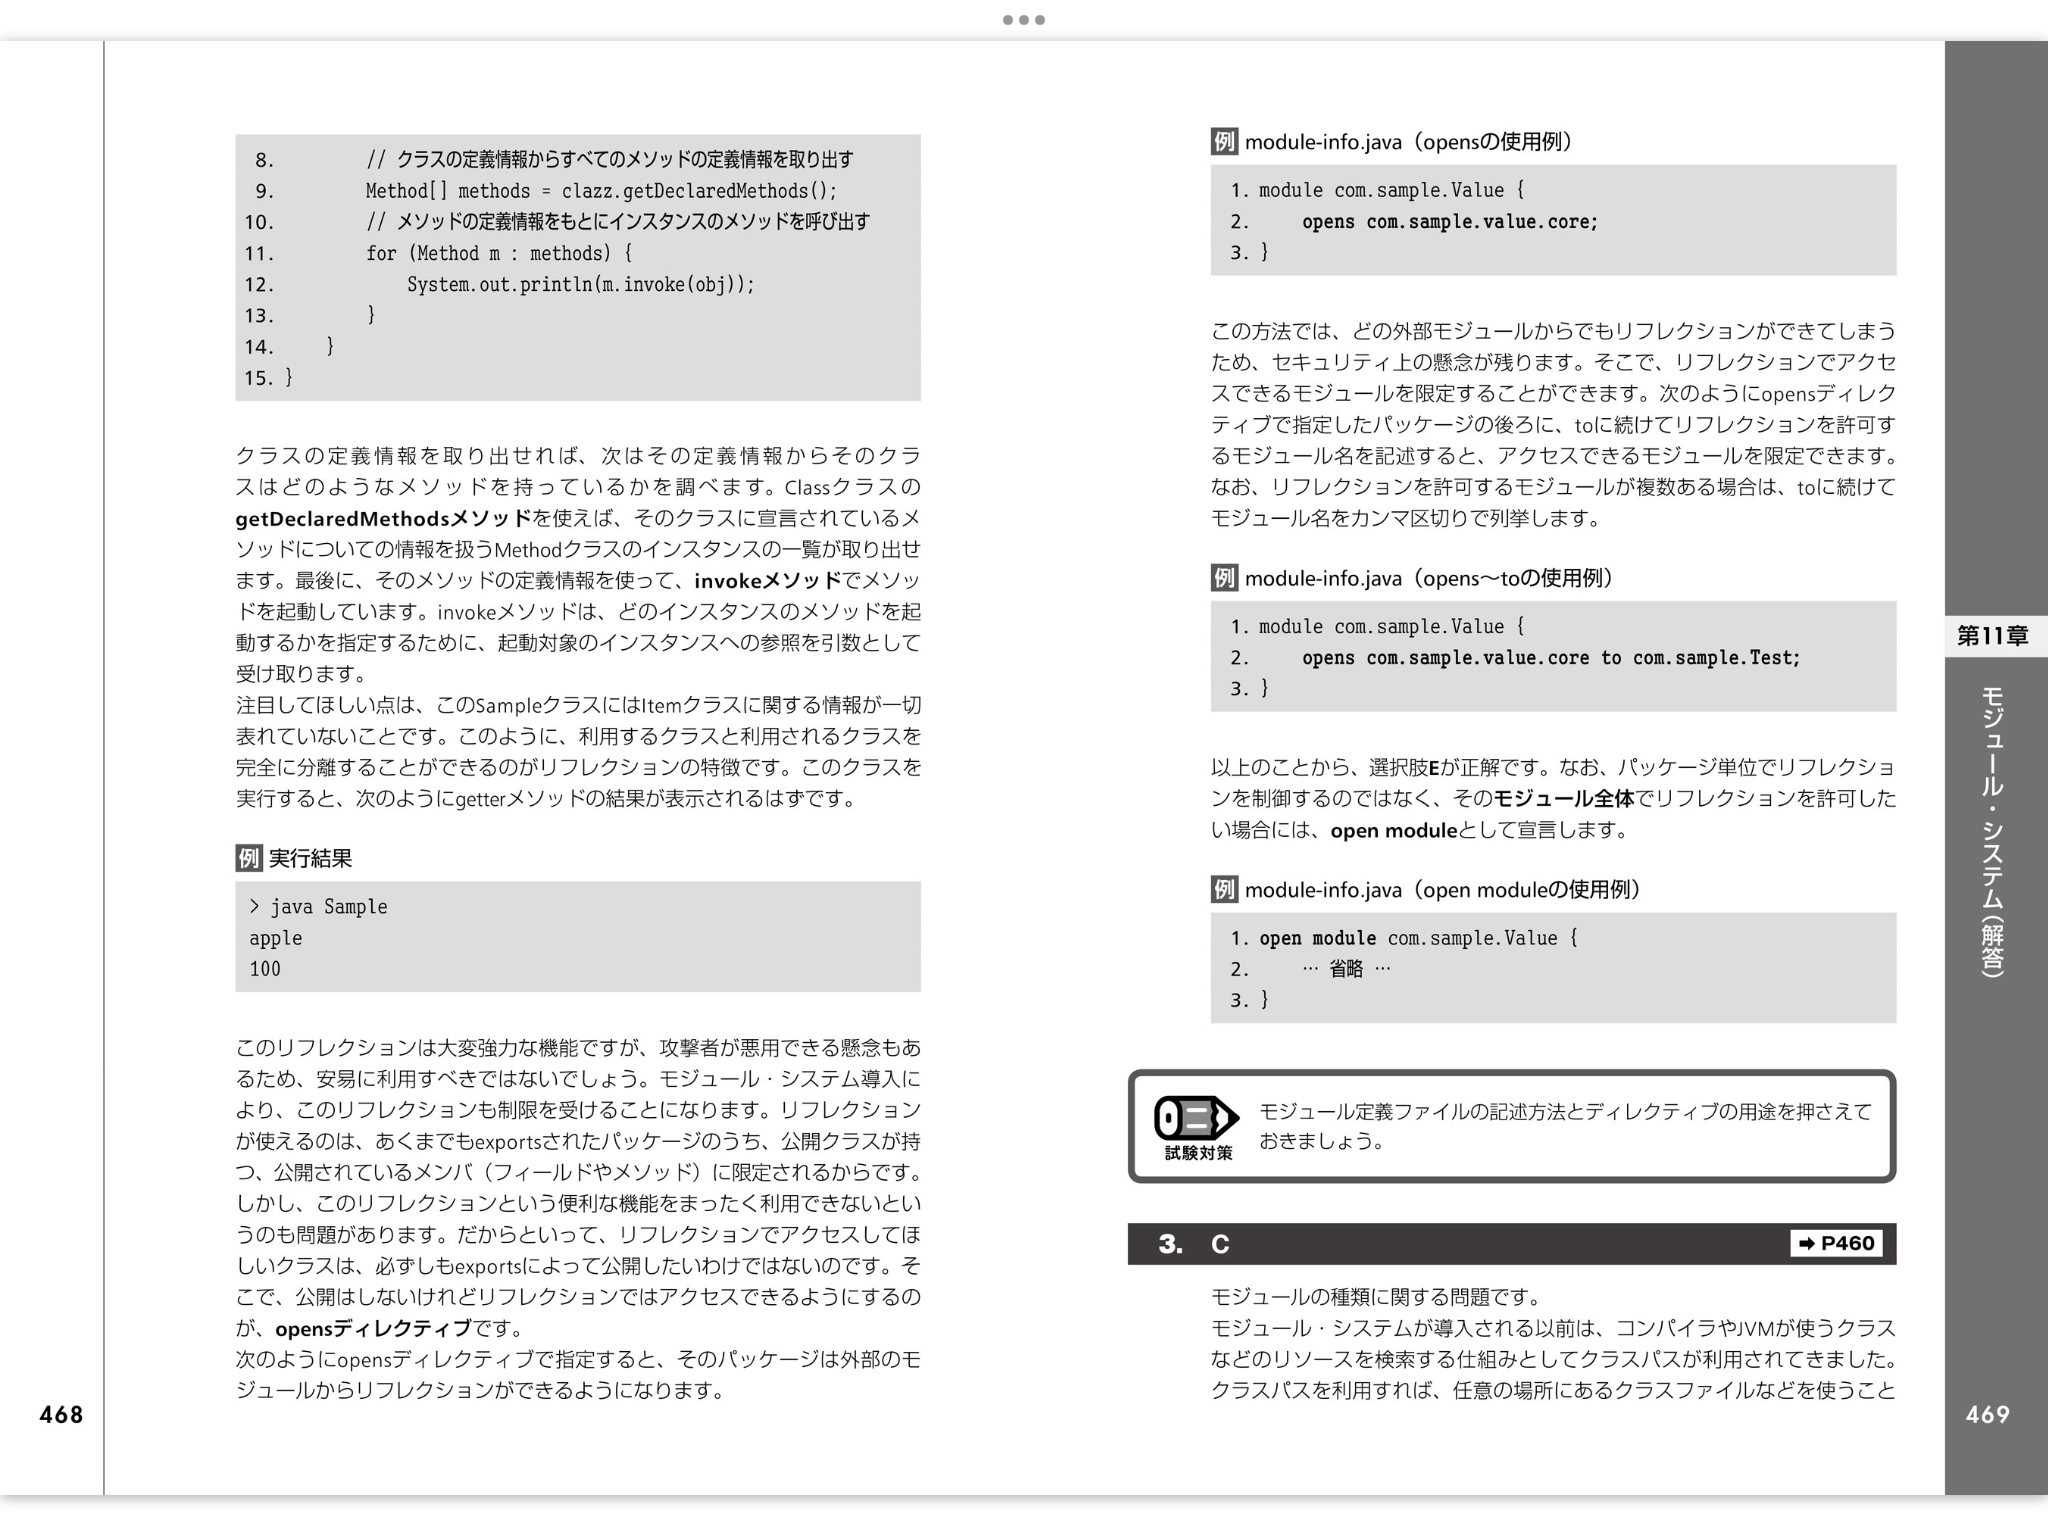 8. // クラスの定義情報からすべてのメソッドの定義情報を取り出す
9. Method[] methods = clazz.getDeclaredMethods();
10. // メソッドの定義情報をもとにインスタンスのメソッドを呼び出す
11. for (Method m : methods) {
12. System.out.println(m.invoke(obj));
13. }
14. }
15. }
クラスの定義情報を取り出せれば、次はその定義情報からそのクラ
スはどのようなメソッドを持っているかを調べます。Classクラスの
getDeclaredMethodsメソッドを使えば、そのクラスに宣言されているメ
ソッドについての情報を扱うMethodクラスのインスタンスの一覧が取り出せ
ます。最後に、そのメソッドの定義情報を使って、invokeメソッドでメソッ
ドを起動しています。invokeメソッドは、どのインスタンスのメソッドを起
動するかを指定するために、起動対象のインスタンスへの参照を引数として
受け取ります。
注目してほしい点は、このSampleクラスにはItemクラスに関する情報が一切
表れていないことです。このように、利用するクラスと利用されるクラスを
完全に分離することができるのがリフレクションの特徴です。このクラスを
実行すると、次のようにgetterメソッドの結果が表示されるはずです。
例 実行結果
> java Sample
apple
100
このリフレクションは大変強力な機能ですが、攻撃者が悪用できる懸念もあ
るため、安易に利用すべきではないでしょう。モジュール・システム導入に
より、このリフレクションも制限を受けることになります。リフレクション
が使えるのは、あくまでもexportsされたパッケージのうち、公開クラスが持
つ、公開されているメンバ（フィールドやメソッド）に限定されるからです。
しかし、このリフレクションという便利な機能をまったく利用できないとい
うのも問題があります。だからといって、リフレクションでアクセスしてほ
しいクラスは、必ずしもexportsによって公開したいわけではないのです。そ
こで、公開はしないけれどリフレクションではアクセスできるようにするの
が、opensディレクティブです。
次のようにopensディレクティブで指定すると、そのパッケージは外部のモ
ジュールからリフレクションができるようになります。
468
例 module-info.java（opensの使用例）
1. module com.sample.Value {
2. opens com.sample.value.core;
3. }
この方法では、どの外部モジュールからでもリフレクションができてしまう
ため、セキュリティ上の懸念が残ります。そこで、リフレクションでアクセ
スできるモジュールを限定することができます。次のようにopensディレク
ティブで指定したパッケージの後ろに、toに続けてリフレクションを許可す
るモジュール名を記述すると、アクセスできるモジュールを限定できます。
なお、リフレクションを許可するモジュールが複数ある場合は、toに続けて
モジュール名をカンマ区切りで列挙します。
例 module-info.java（opens〜toの使用例）
1. module com.sample.Value {
2. opens com.sample.value.core to com.sample.Test;
3. }
以上のことから、選択肢Eが正解です。なお、パッケージ単位でリフレクショ
ンを制御するのではなく、そのモジュール全体でリフレクションを許可した
い場合には、open moduleとして宣言します。
例 module-info.java（open moduleの使用例）
1. open module com.sample.Value {
2. … 省略 …
3. }
試験対策
モジュール定義ファイルの記述方法とディレクティブの用途を押さえて
おきましょう。
3. C ➡ P460
モジュールの種類に関する問題です。
モジュール・システムが導入される以前は、コンパイラやJVMが使うクラス
などのリソースを検索する仕組みとしてクラスパスが利用されてきました。
クラスパスを利用すれば、任意の場所にあるクラスファイルなどを使うこと
第11章
モジュール・システム（解答）
469